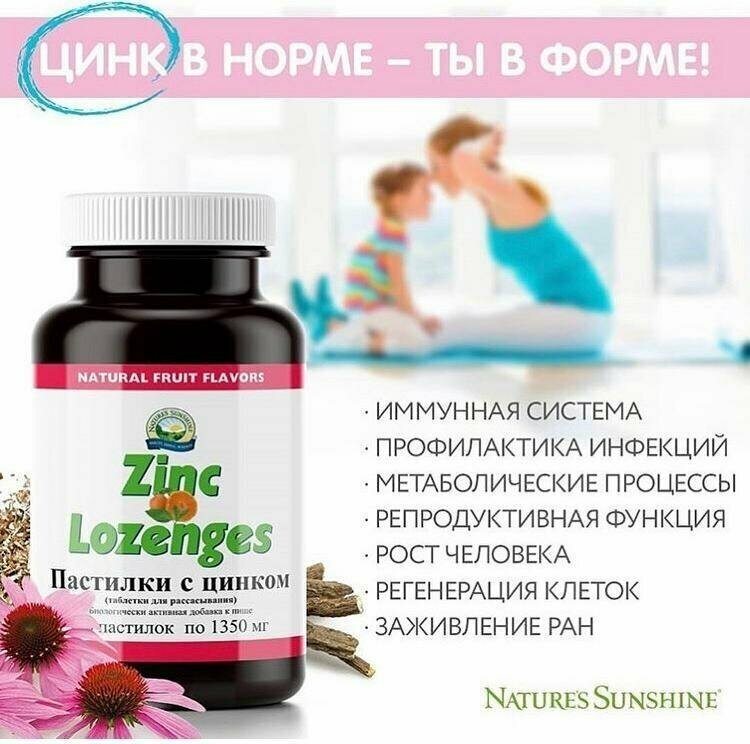 ЦИНК В НОРМЕ – ТЫ В ФОРМЕ!
NATURAL FRUIT FLAVORS
NATURE'S SUNSHINE
Zinc
Lozenges
Пастилки с цинком
(таблетки для рассасывания)
биологически активная добавка к пище
пастилок по 1350 мг
· ИММУННАЯ СИСТЕМА
· ПРОФИЛАКТИКА ИНФЕКЦИЙ
· МЕТАБОЛИЧЕСКИЕ ПРОЦЕССЫ
· РЕПРОДУКТИВНАЯ ФУНКЦИЯ
· РОСТ ЧЕЛОВЕКА
· РЕГЕНЕРАЦИЯ КЛЕТОК
· ЗАЖИВЛЕНИЕ РАН
NATURE'S SUNSHINE